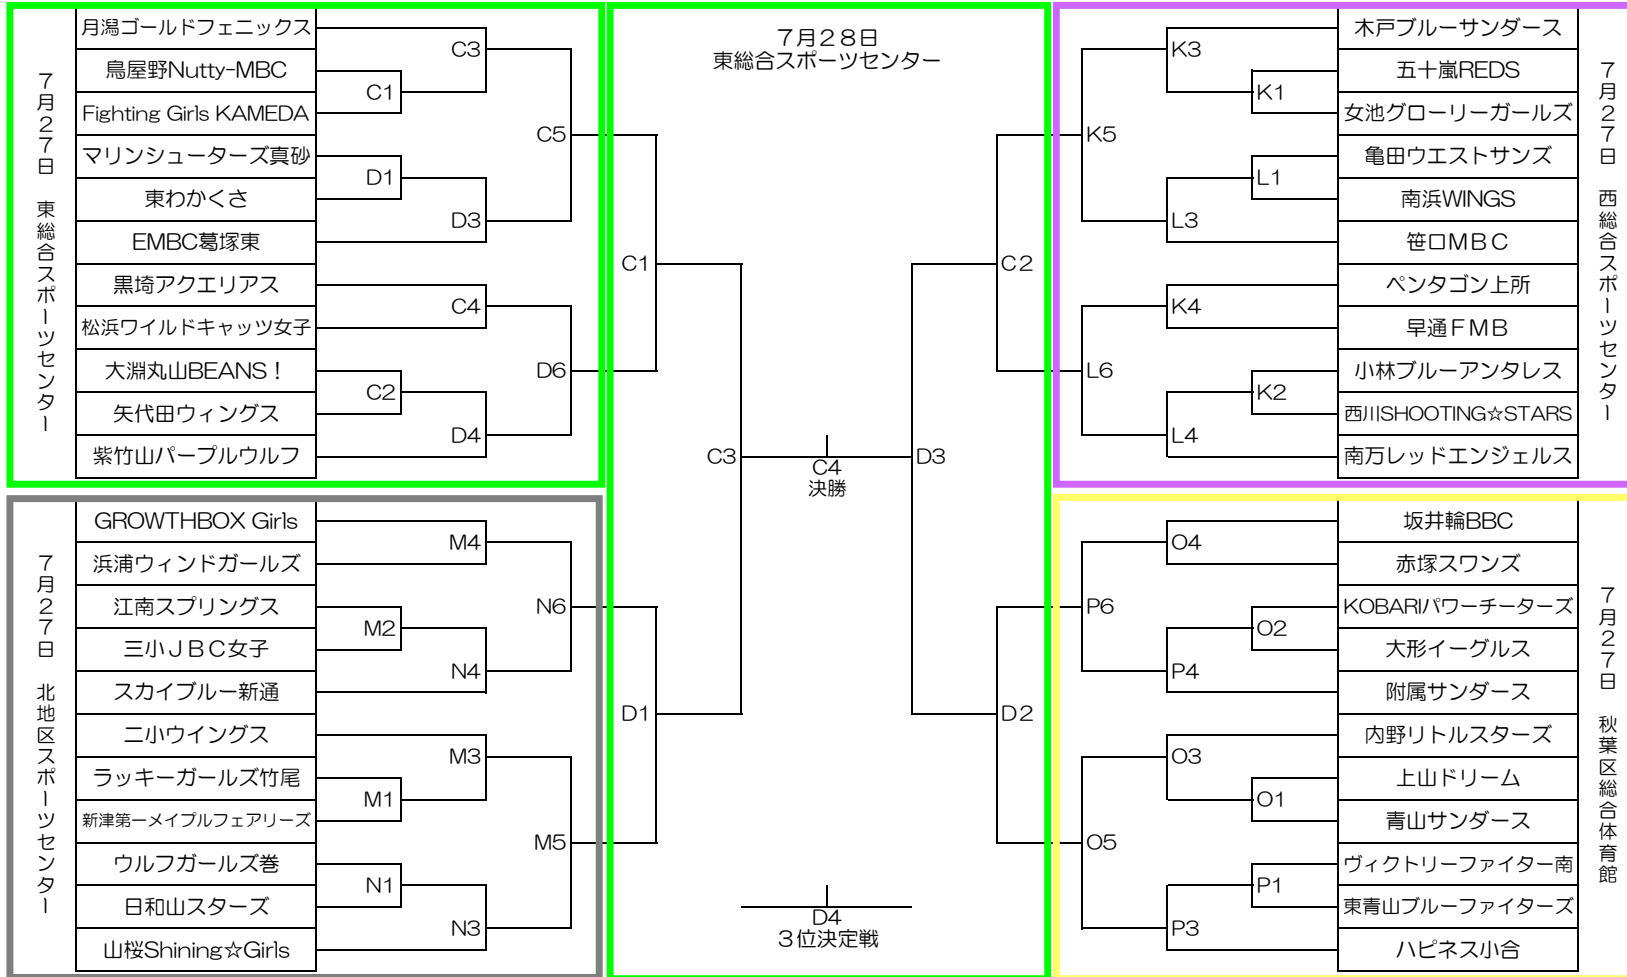 7月27日 東総合スポーツセンター
月潟ゴールドフェニックス
鳥屋野Nutty-MBC
Fighting Girls KAMEDA
マリンシューターズ真砂
東わかくさ
EMBC葛塚東
黒埼アクエリアス
松浜ワイルドキャッツ女子
大淵丸山BEANS！
矢代田ウィングス
紫竹山パープルウルフ
C3
C1
C5
D1
D3
C4
D6
C2
D4
7月27日 北地区スポーツセンター
GROWTHBOX Girls
浜浦ウィンドガールズ
江南スプリングス
三小ＪＢＣ女子
スカイブルー新通
二小ウイングス
ラッキーガールズ竹尾
新津第一メイプルフェアリーズ
ウルフガールズ巻
日和山スターズ
山桜Shining☆Girls
M4
N6
M2
N4
M3
M1
M5
N1
N3
７月２８日
東総合スポーツセンター
C1
C2
C3
C4
決勝
D3
D1
D2
D4
３位決定戦
7月27日 西総合スポーツセンター
木戸ブルーサンダース
五十嵐REDS
女池グローリーガールズ
亀田ウエストサンズ
南浜WINGS
笹口ＭＢＣ
ペンタゴン上所
早通ＦＭＢ
小林ブルーアンタレス
西川SHOOTING☆STARS
南万レッドエンジェルス
K3
K1
K5
L1
L3
K4
L6
K2
L4
7月27日 秋葉区総合体育館
坂井輪BBC
赤塚スワンズ
KOBARIパワーチーターズ
大形イーグルス
附属サンダース
内野リトルスターズ
上山ドリーム
青山サンダース
ヴィクトリーファイター南
東青山ブルーファイターズ
ハピネス小合
O4
P6
O2
P4
O3
O1
O5
P1
P3